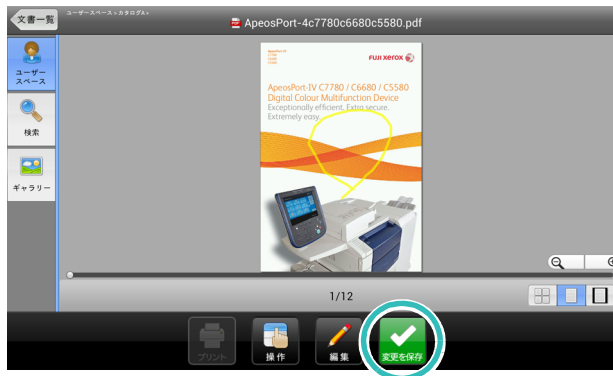 文書一覧
ユーザースペース>カタログA>
ApeosPort-4c7780c6680c5580.pdf
ユーザー
スペース
検索
ギャラリー
FUJI XEROX
ApeosPort-IV C7780 / C6680 / C5580
Digital Colour Multifunction Device
Exceptionally efficient. Extra secure.
Extremely easy.
1/12
プリント
操作
編集
変更を保存